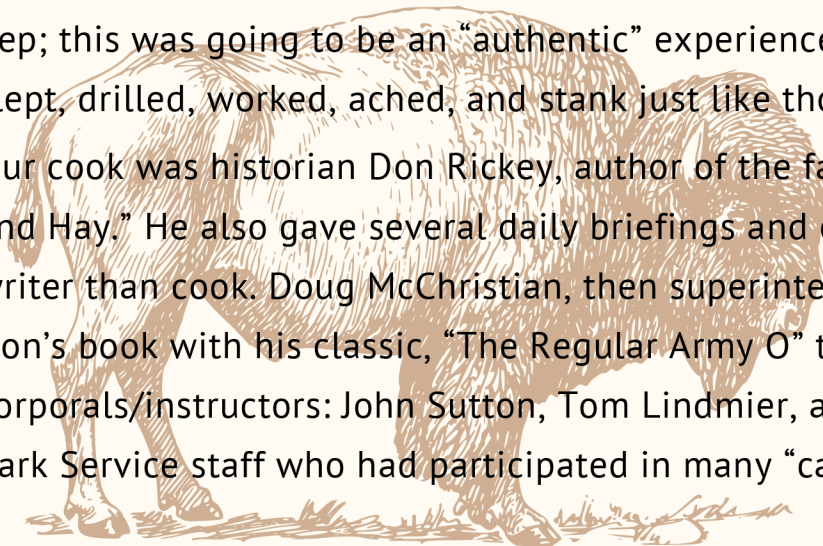 ep; this was going to be an “authentic” experience
lept, drilled, worked, ached, and stank just like tho
ur cook was historian Don Rickey, author of the fa
nd Hay.” He also gave several daily briefings and
writer than cook. Doug McChristian, then superinte
on’s book with his classic, “The Regular Army O” t
orporals/instructors: John Sutton, Tom Lindmier, a
ark Service staff who had participated in many “ca